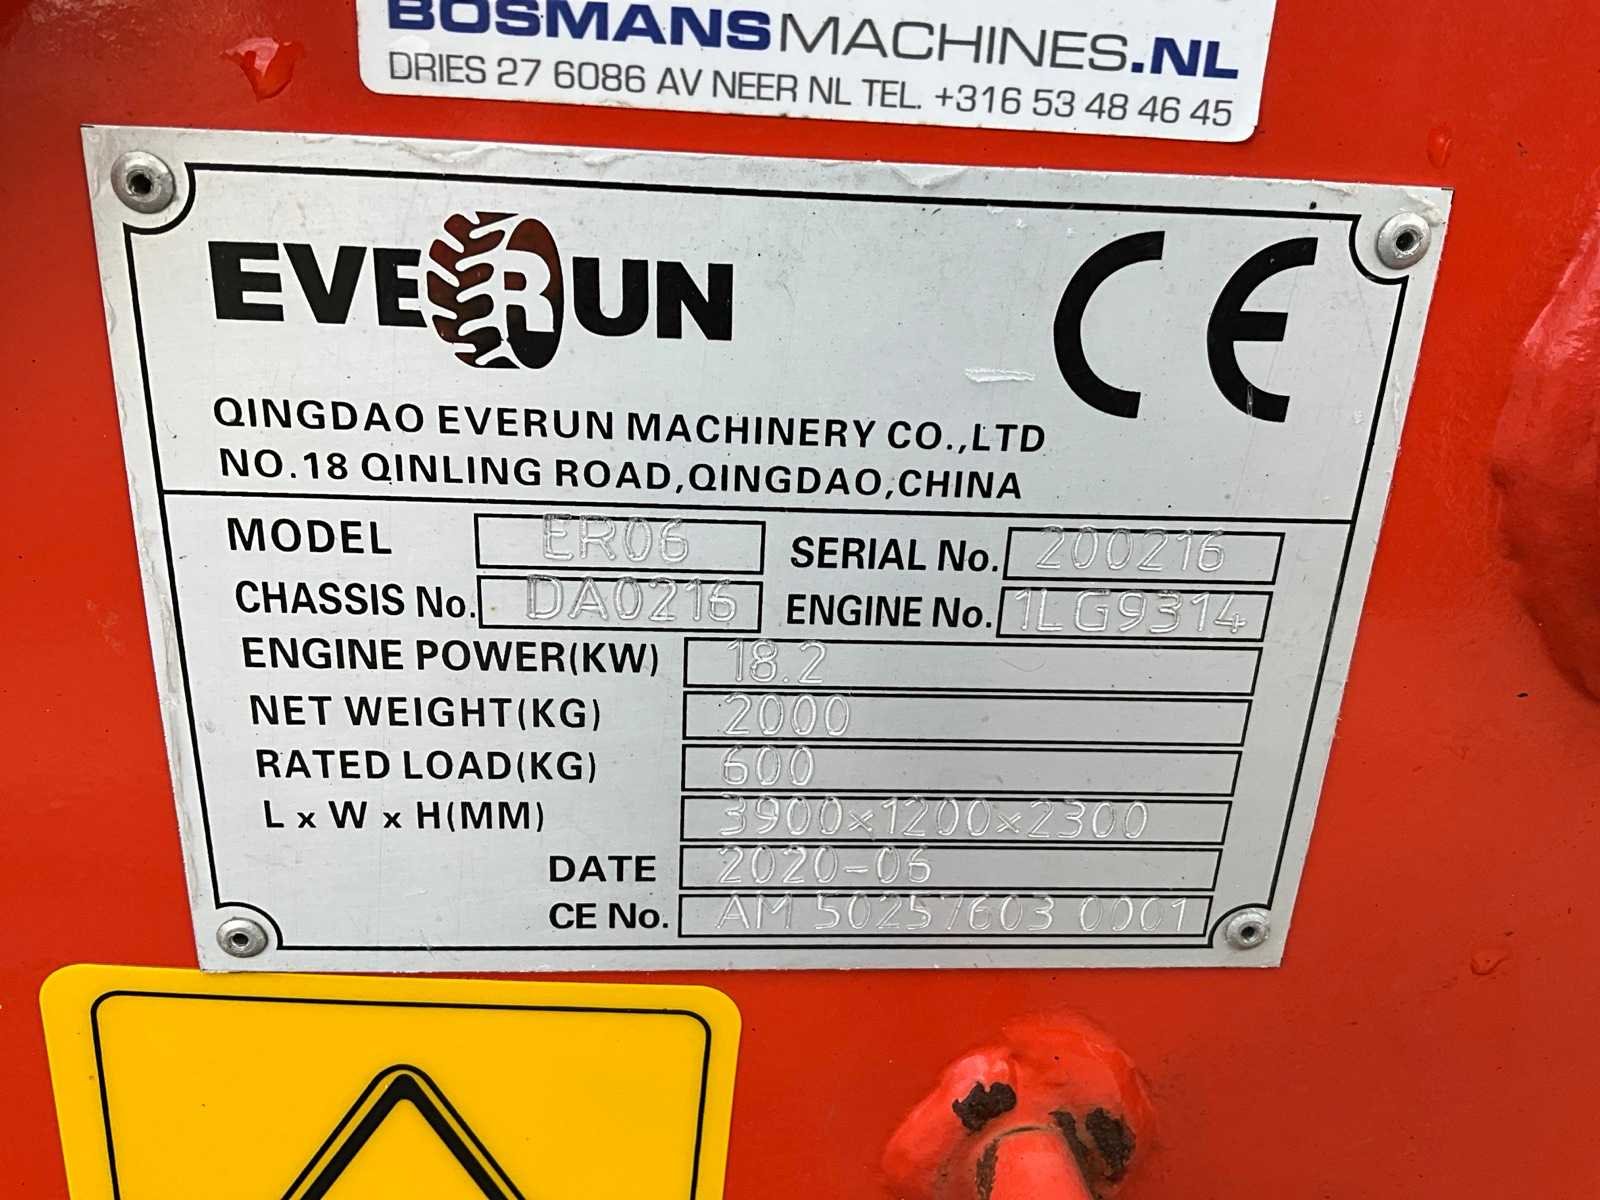 BOSMANSMACHINES.NL
DRIES 27 6086 AV NEER NL TEL. +316 53 48 46 45
EVERUN CE
QINGDAO EVERUN MACHINERY CO.,LTD
NO.18 QINLING ROAD,QINGDAO,CHINA
MODEL ER06 SERIAL No. 200216
CHASSIS No. DA0216 ENGINE No. 1LG9314
ENGINE POWER(KW) 18.2
NET WEIGHT(KG) 2000
RATED LOAD(KG) 600
L x W x H(MM) 3900×1200×2300
DATE 2020-06
CE No. AM 50257603 0001